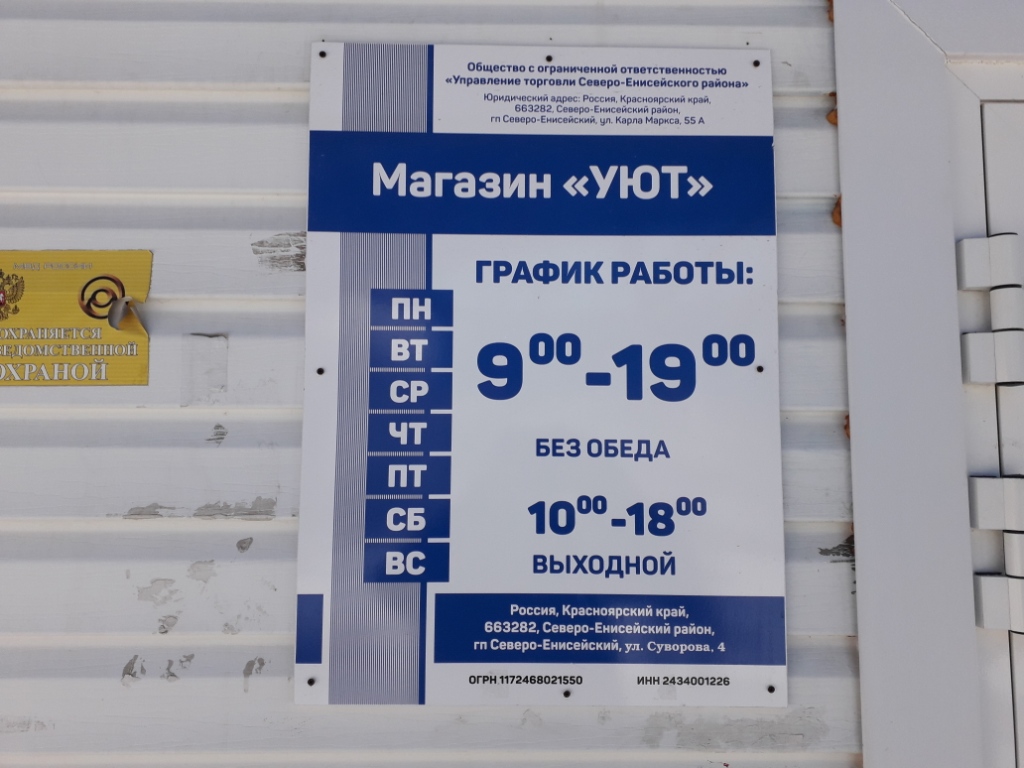 Общество с ограниченной ответственностью
«Управление торговли Северо-Енисейского района»
Юридический адрес: Россия, Красноярский край,
663282, Северо-Енисейский район,
гп Северо-Енисейский, ул. Карла Маркса, 55 А
Магазин «УЮТ»
ГРАФИК РАБОТЫ:
ПН
ВТ
СР
ЧТ
ПТ
СБ
ВС
9⁰⁰-19⁰⁰
БЕЗ ОБЕДА
10⁰⁰-18⁰⁰
ВЫХОДНОЙ
Россия, Красноярский край,
663282, Северо-Енисейский район,
гп Северо-Енисейский, ул. Суворова, 4
ОГРН 1172468021550 ИНН 2434001226
ОХРАНЯЕТСЯ
ВЕДОМСТВЕННОЙ
ОХРАНОЙ